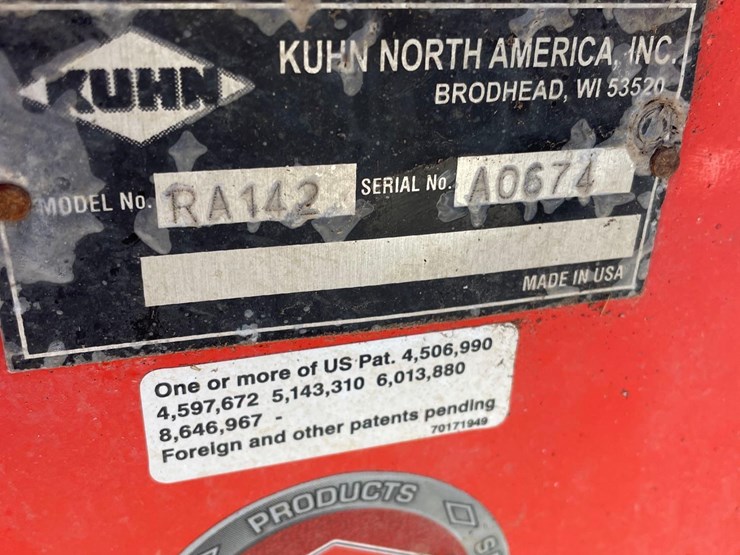 KUHN
KUHN NORTH AMERICA, INC.
BRODHEAD, WI 53520
MODEL No. RA142 SERIAL No. A0674
MADE IN USA
One or more of US Pat. 4,506,990
4,597,672 5,143,310 6,013,880
8,646,967 -
Foreign and other patents pending
70171949
PRODUCTS